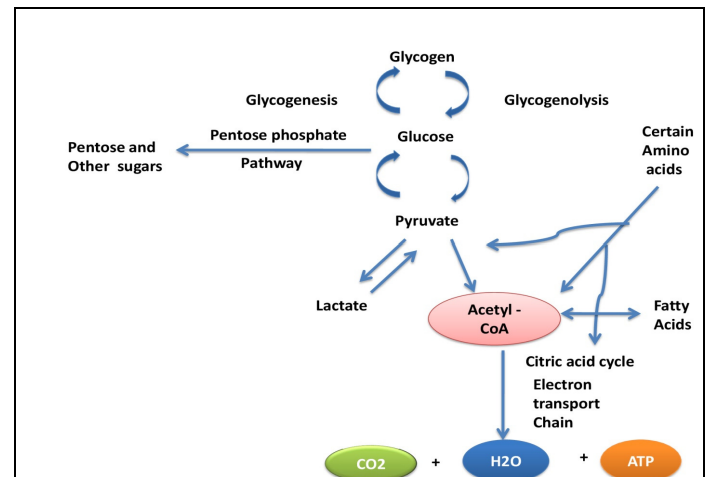 Glycogen
Glycogenesis
Glycogenolysis
Pentose and
Other sugars
Pentose phosphate
Pathway
Glucose
Certain
Amino
acids
Pyruvate
Lactate
Acetyl -
CoA
Fatty
Acids
Citric acid cycle
Electron
transport
Chain
CO2 + H2O + ATP